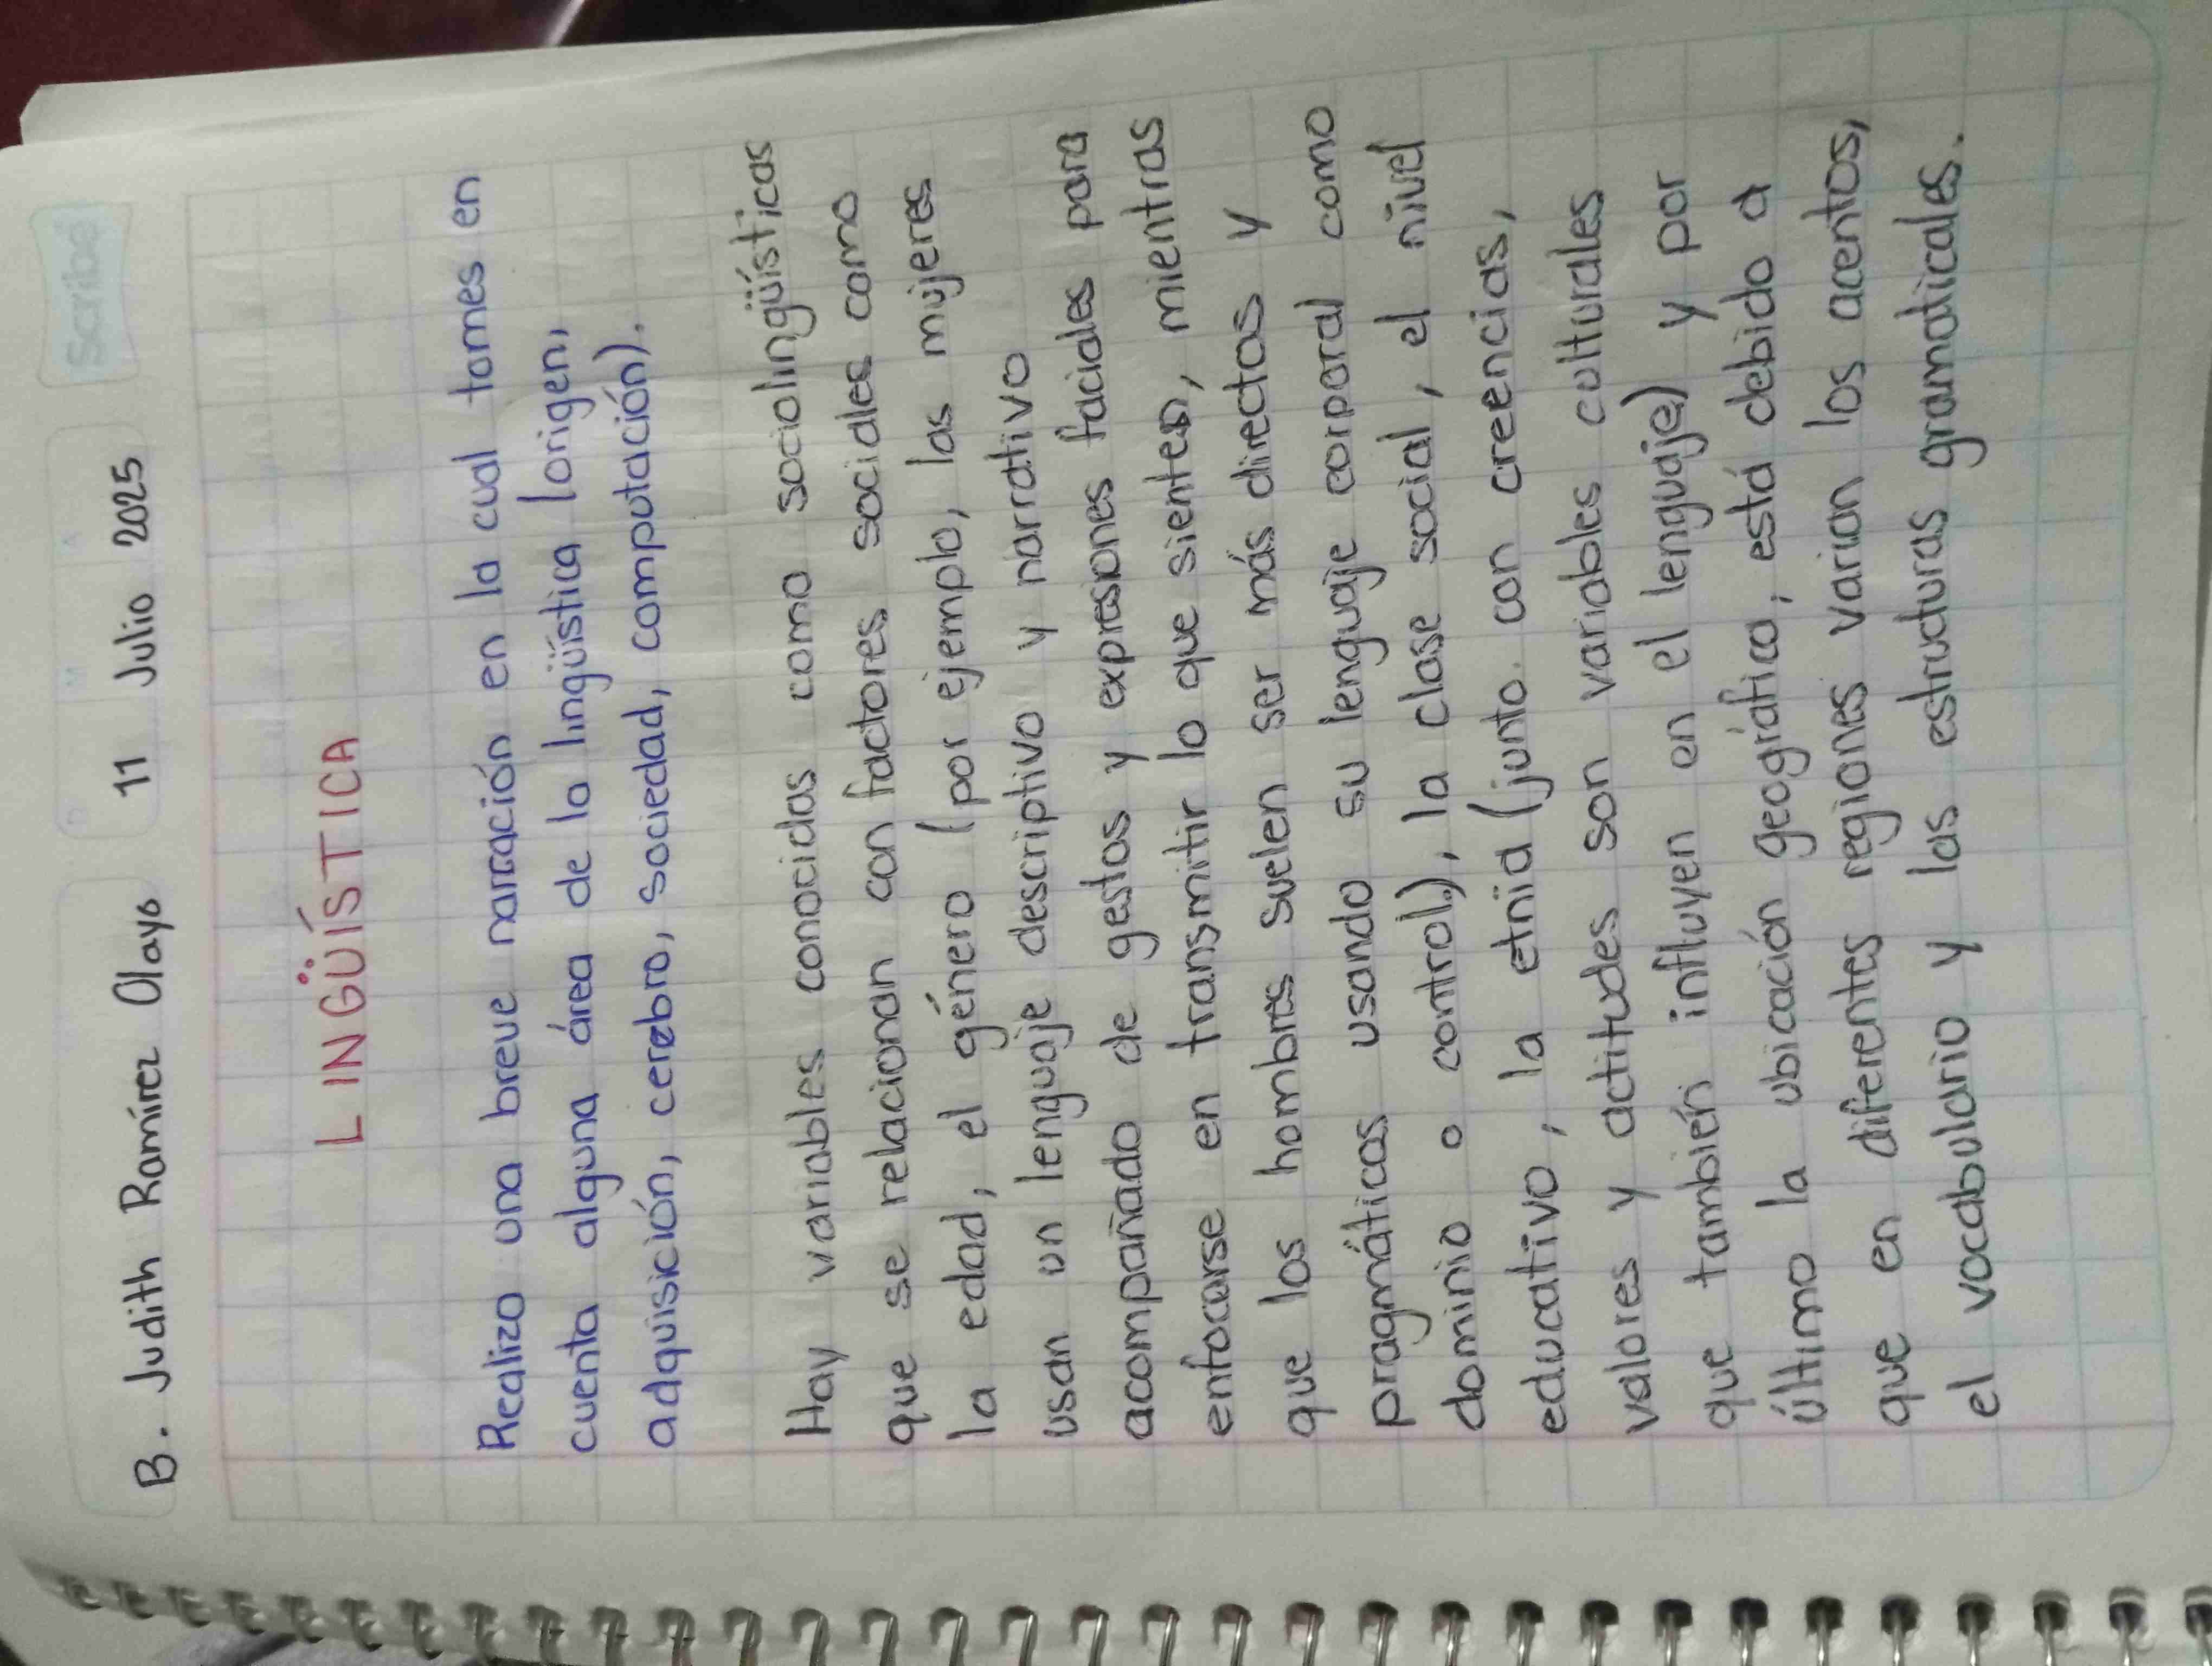 Scribe
B. Judith Ramírez Olayo 11 Julio 2025
LINGÜÍSTICA
Realizo una breve narración en la cual tomes en
cuenta alguna área de la lingüística (origen,
adquisición, cerebro, sociedad, computación).
Hay variables conocidas como sociolingüísticas
que se relacionan con factores sociales como
la edad, el género (por ejemplo, las mujeres
usan un lenguaje descriptivo y narrativo
acompañado de gestos y expresiones faciales para
enfocarse en transmitir lo que sienten, mientras
que los hombres suelen ser más directos y
pragmáticos usando su lenguaje corporal como
dominio o control), la clase social, el nivel
educativo, la etnia (junto con creencias,
valores y actitudes son variables culturales
que también influyen en el lenguaje) y por
último la ubicación geográfica, está debido a
que en diferentes regiones varian los acentos,
el vocabulario y las estructuras gramaticales.